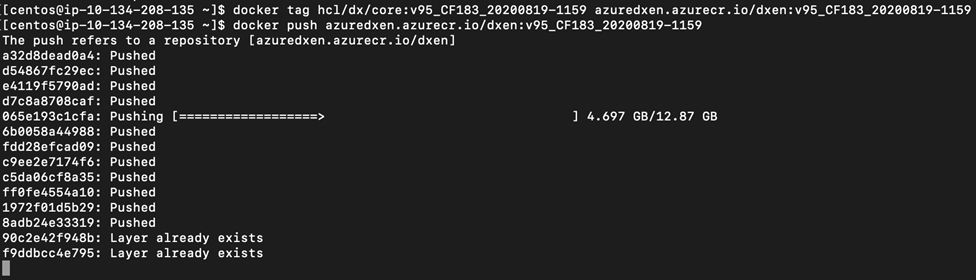 [centos@ip-10-134-208-135 ~]$ docker tag hcl/dx/core:v95_CF183_20200819-1159 azuredxen.azurecr.io/dxen:v95_CF183_20200819-1159
[centos@ip-10-134-208-135 ~]$ docker push azuredxen.azurecr.io/dxen:v95_CF183_20200819-1159
The push refers to a repository [azuredxen.azurecr.io/dxen]
a32d8dead0a4: Pushed
d54867fc29ec: Pushed
e4119f5790ad: Pushed
d7c8a8708caf: Pushed
065e193c1cfa: Pushing [===================>                               ] 4.697 GB/12.87 GB
6b0058a44988: Pushed
fdd28efcad09: Pushed
c9ee2e7174f6: Pushed
c5da06cf8a35: Pushed
ff0fe4554a10: Pushed
1972f01d5b29: Pushed
8adb24e33319: Pushed
90c2e42f948b: Layer already exists
f9ddbcc4e795: Layer already exists